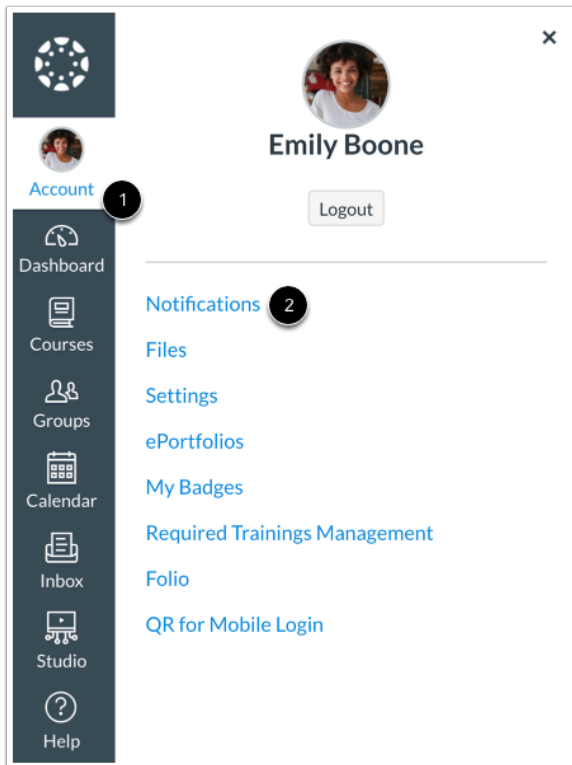 Account
1
Dashboard
Courses
Groups
Calendar
Inbox
Studio
Help
×
Emily Boone
Logout
Notifications 2
Files
Settings
ePortfolios
My Badges
Required Trainings Management
Folio
QR for Mobile Login